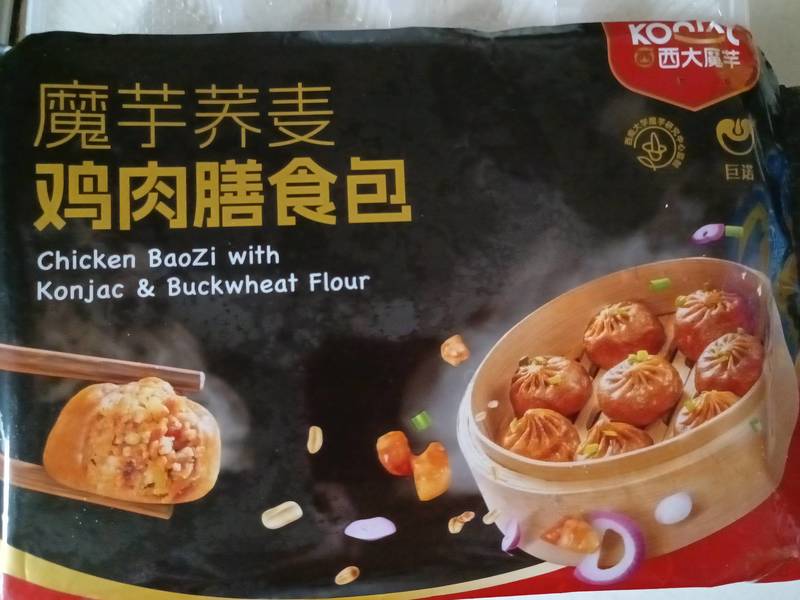 西大魔芋
魔芋荞麦
鸡肉膳食包
巨诺
Chicken BaoZi with
Konjac & Buckwheat Flour